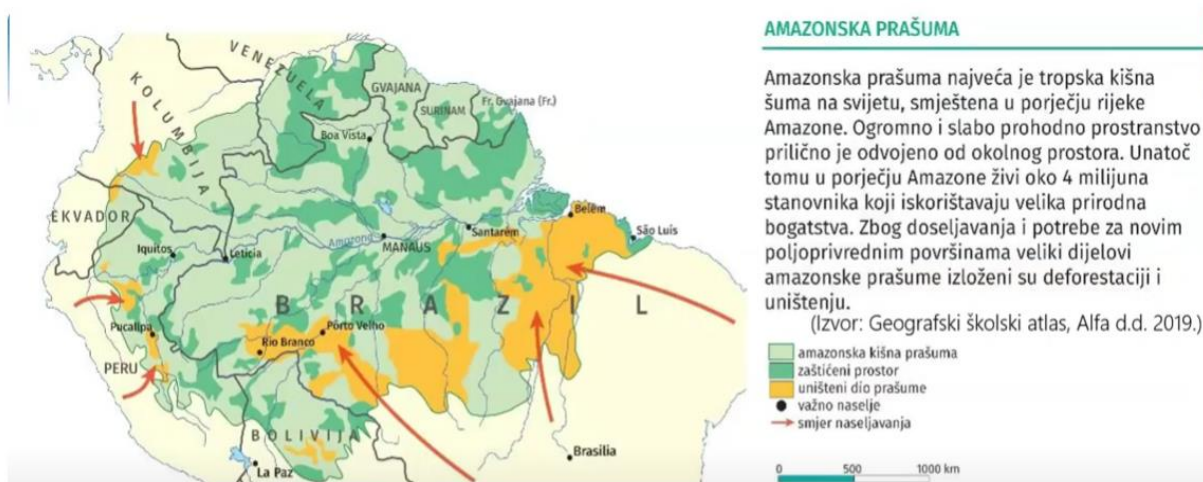 AMAZONSKA PRAŠUMA
Amazonska prašuma najveća je tropska kišna
šuma na svijetu, smještena u porječju rijeke
Amazone. Ogromno i slabo prohodno prostranstvo
prilično je odvojeno od okolnog prostora. Unatoč
tomu u porječju Amazone živi oko 4 milijuna
stanovnika koji iskorištavaju velika prirodna
bogatstva. Zbog doseljavanja i potrebe za novim
poljoprivrednim površinama veliki dijelovi
amazonske prašume izloženi su deforestaciji i
uništenju.
(Izvor: Geografski školski atlas, Alfa d.d. 2019.)
amazonska kišna prašuma
zaštićeni prostor
uništeni dio prašume
važno naselje
smjer naseljavanja
0 500 1000 km
VENEZUELA
KOLUMBIJA
GVAJANA
SURINAM
Fr. Gvajana (Fr.)
Boa Vista
EKVADOR
Belém
Santarém
São Luís
Iquitos
Leticia
Amazona
MANAUS
BRAZIL
Pucalipa
Porto Velho
Rio Branco
PERU
BOLIVIJA
La Paz
Brasilia